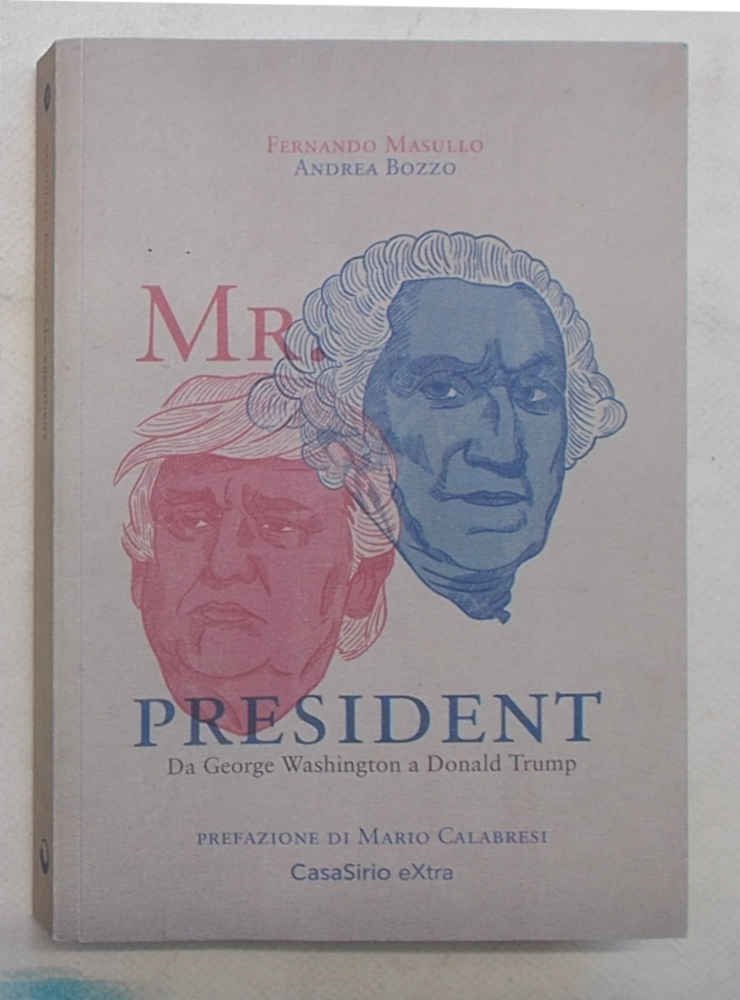 FERNANDO MASULLO
ANDREA BOZZO
MR.
PRESIDENT
Da George Washington a Donald Trump
PREFAZIONE DI MARIO CALABRESI
CasaSirio eXtra